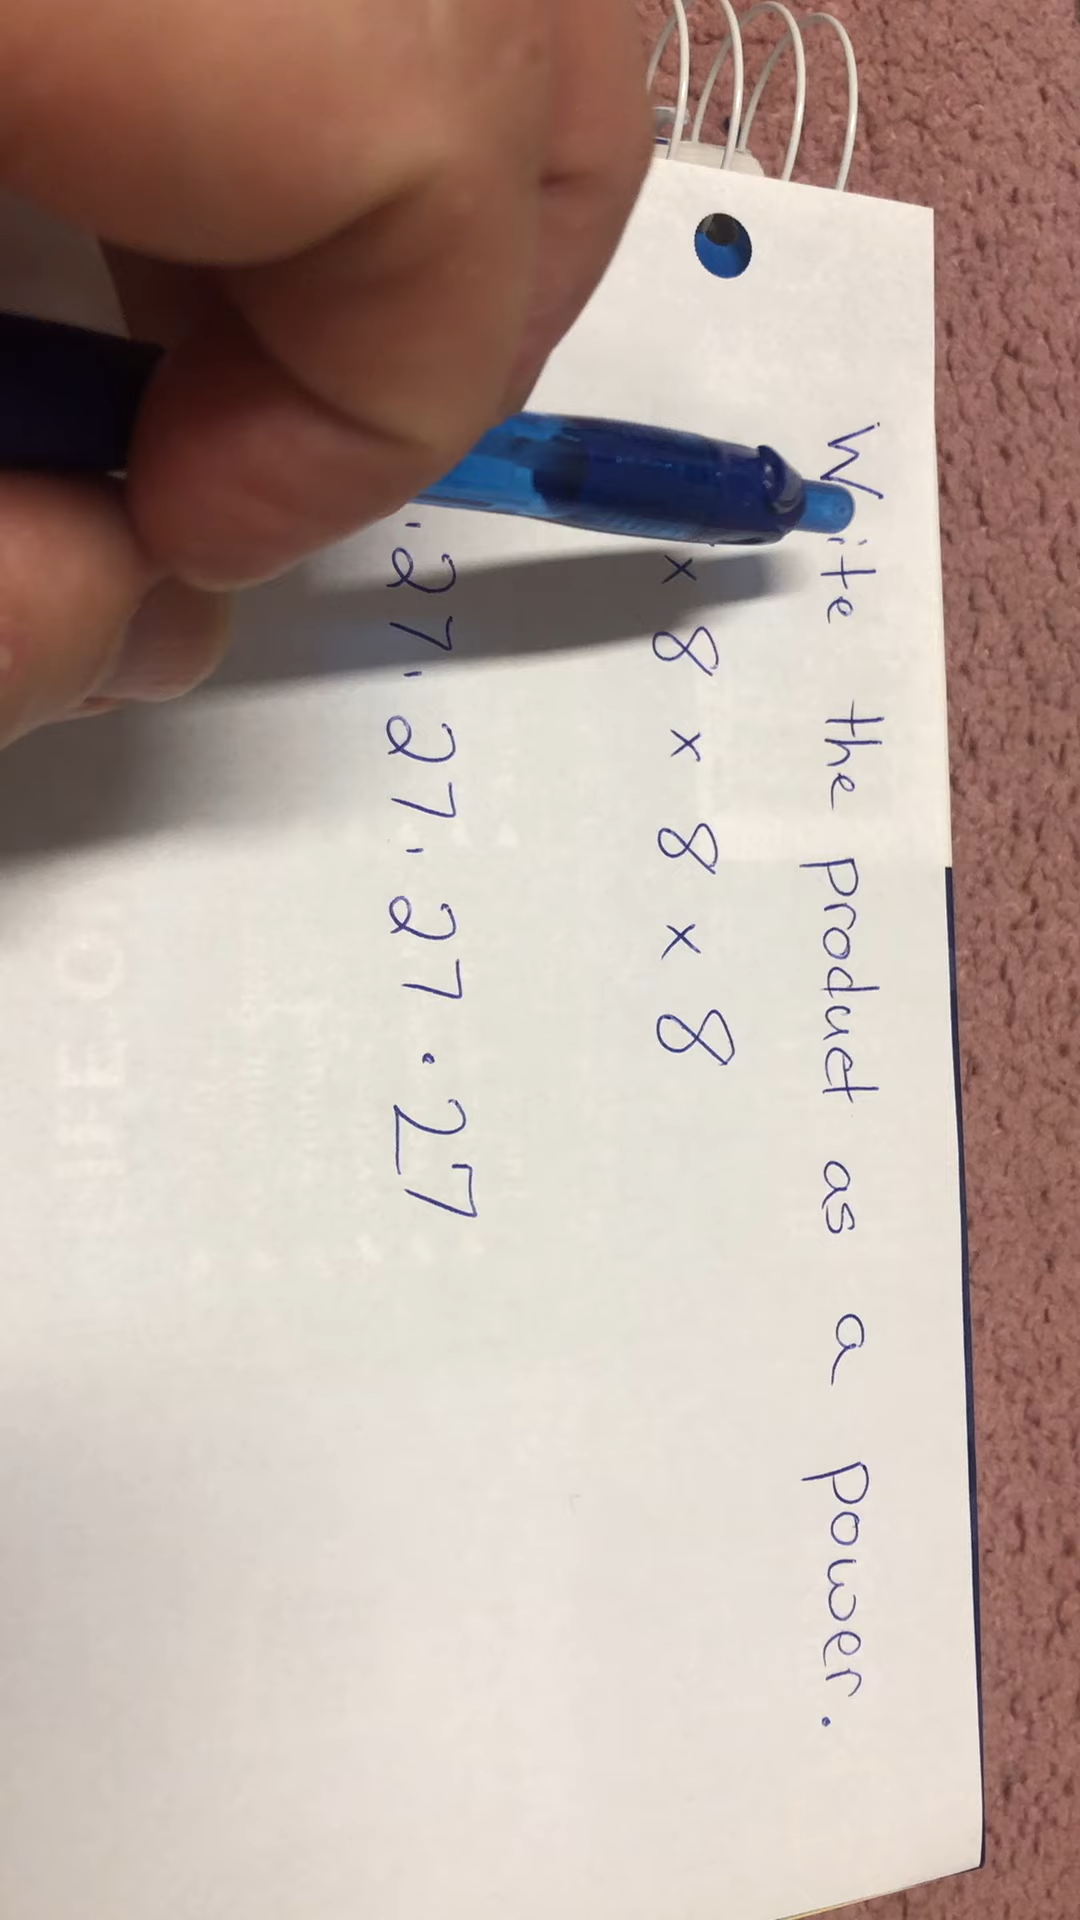 Write the product as a power.
x 8 x 8 x 8
. 27 . 27 . 27 . 27